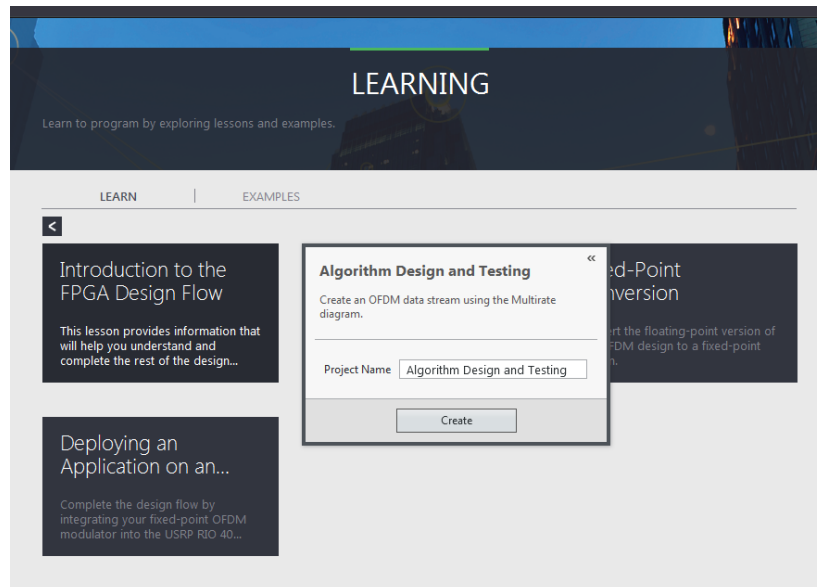 LEARNING
Learn to program by exploring lessons and examples.
LEARN
EXAMPLES
<
Introduction to the
FPGA Design Flow
This lesson provides information that
will help you understand and
complete the rest of the design...
«
Algorithm Design and Testing
Create an OFDM data stream using the Multirate
diagram.
Project Name
Algorithm Design and Testing
Create
ed-Point
nversion
ert the floating-point version of
FDM design to a fixed-point
n.
Deploying an
Application on an...
Complete the design flow by
integrating your fixed-point OFDM
modulator into the USRP RIO 40...